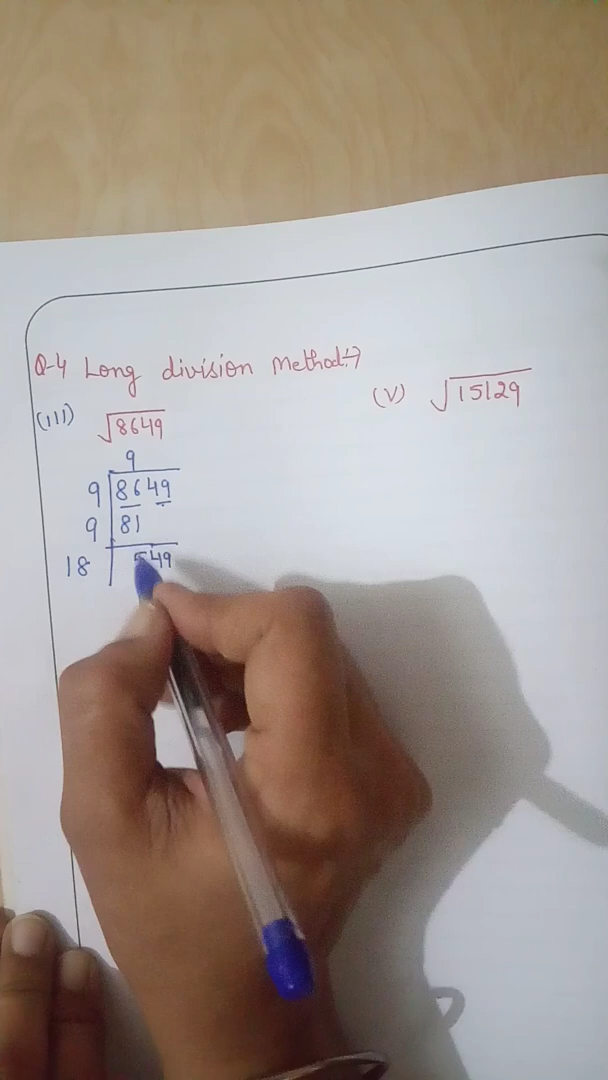 Q-4 Long division Method:→
(III) √8649
(V) √15129
9
9 8649
9 81
18 549